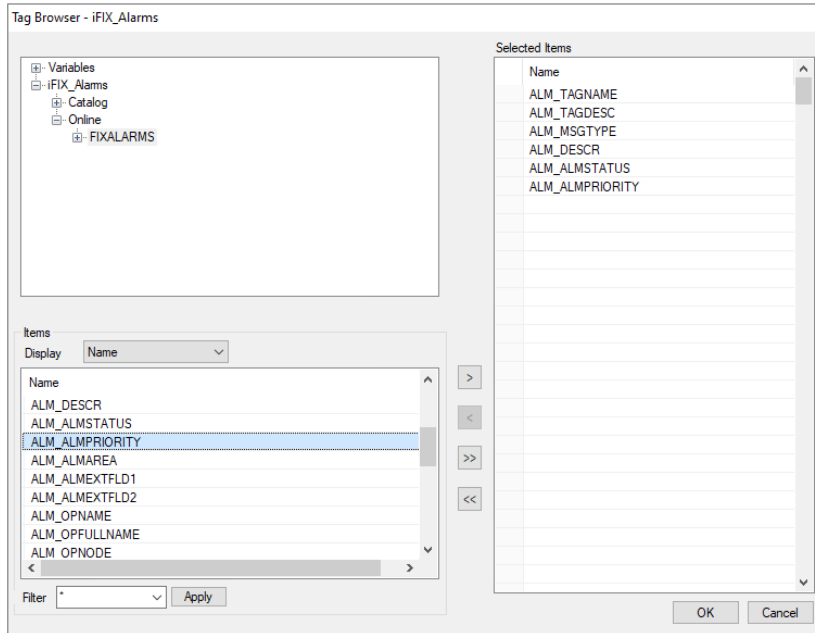 Tag Browser - iFIX_Alarms
Variables
iFIX_Alarms
Catalog
Online
FIXALARMS
Items
Display Name
Name
ALM_DESCR
ALM_ALMSTATUS
ALM_ALMPRIORITY
ALM_ALMAREA
ALM_ALMEXTFLD1
ALM_ALMEXTFLD2
ALM_OPNAME
ALM_OPFULLNAME
ALM_OPNODE
Filter * Apply
>
<
>>
<<
Selected Items
Name
ALM_TAGNAME
ALM_TAGDESC
ALM_MSGTYPE
ALM_DESCR
ALM_ALMSTATUS
ALM_ALMPRIORITY
OK Cancel